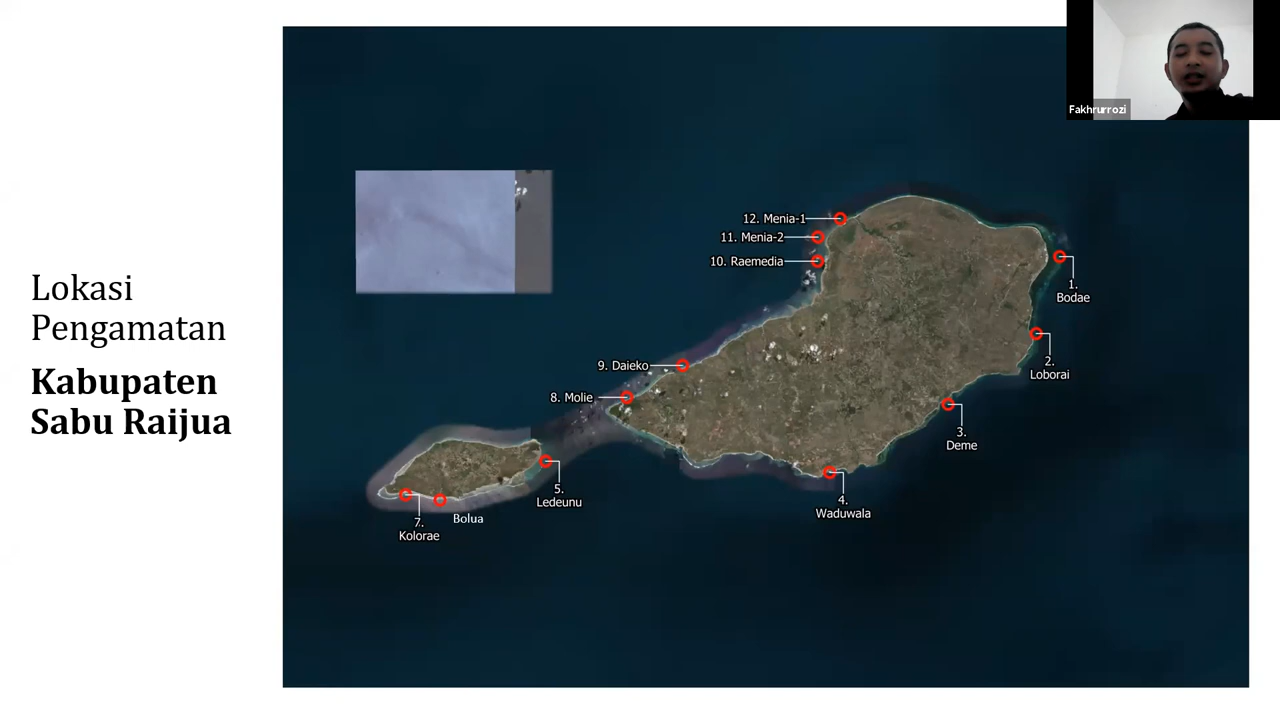 Fakhrurrozi
Lokasi
Pengamatan
Kabupaten
Sabu Raijua
12. Menia-1
11. Menia-2
10. Raemedia
1.
Bodae
2.
Loborai
9. Daieko
8. Molie
3.
Deme
5.
Ledeunu
4.
Waduwala
Bolua
7.
Kolorae